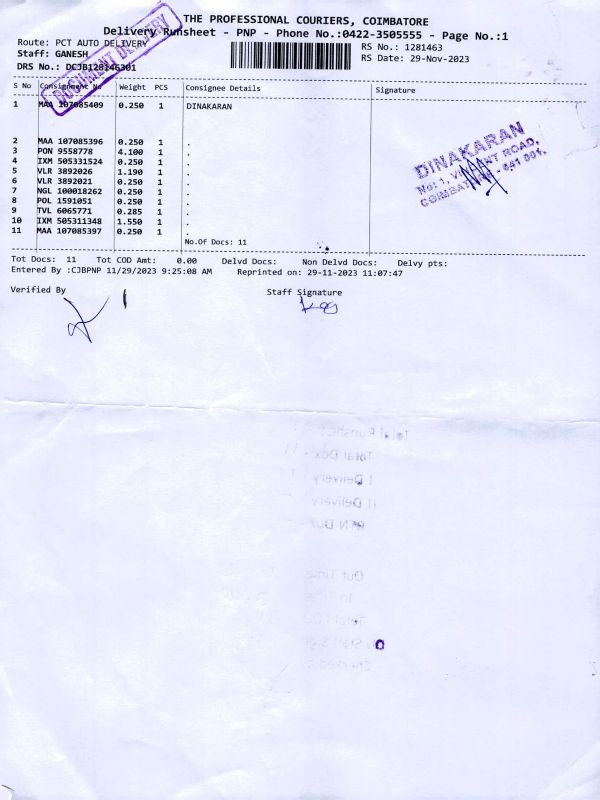 THE PROFESSIONAL COURIERS, COIMBATORE
Delivery Runsheet - PNP - Phone No.:0422-3505555 - Page No.:1
Route: PCT AUTO DELIVERY
RS No.: 1281463
Staff: GANESH
RS Date: 29-Nov-2023
DRS No.: DCJB128146301
DOCUMENT DELIVERY
S No Consignment No Weight PCS Consignee Details Signature
1 MAA 107085409 0.250 1 DINAKARAN
2 MAA 107085396 0.250 1 .
3 PON 9558778 4.100 1 .
4 IXM 505331524 0.250 1 .
5 VLR 3892026 1.190 1 .
6 VLR 3892021 0.250 1 .
7 NGL 100018262 0.250 1 .
8 POL 1591051 0.250 1 .
9 TVL 6065771 0.285 1 .
10 IXM 505311348 1.550 1 .
11 MAA 107085397 0.250 1 .
DINAKARAN
No: 1, ROAD,
641 001.
No.Of Docs: 11
Tot Docs: 11 Tot COD Amt: 0.00 Delvd Docs: Non Delvd Docs: Delvy pts:
Entered By :CJBPNP 11/29/2023 9:25:08 AM Reprinted on: 29-11-2023 11:07:47
Verified By Staff Signature